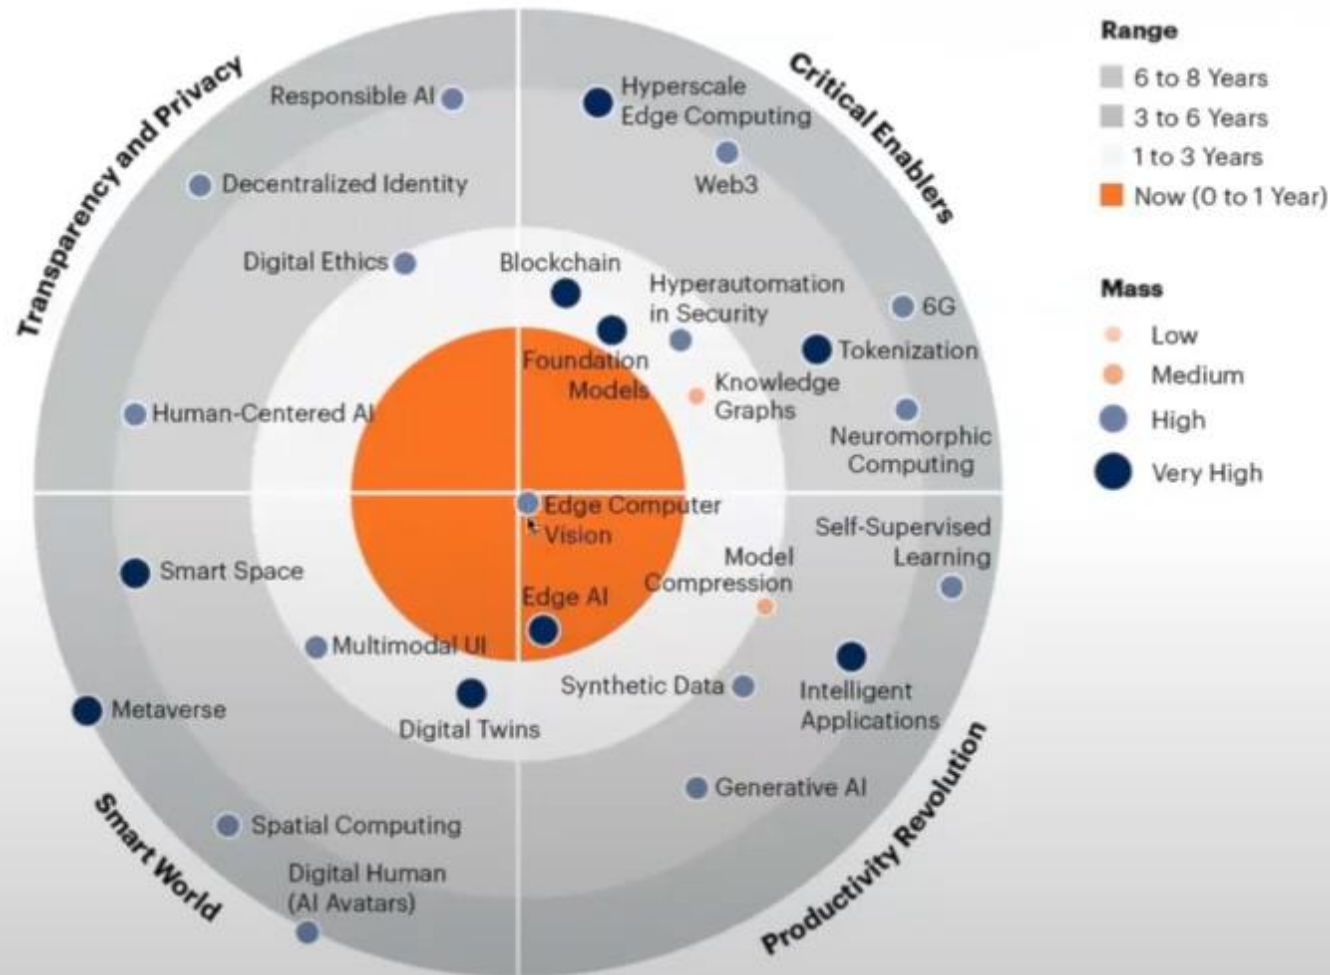 Transparency and Privacy
Responsible AI
Decentralized Identity
Digital Ethics
Human-Centered AI
Critical Enablers
Hyperscale
Edge Computing
Web3
Blockchain
Hyperautomation
in Security
6G
Foundation
Models
Tokenization
Knowledge
Graphs
Neuromorphic
Computing
Smart World
Smart Space
Multimodal UI
Metaverse
Digital Twins
Spatial Computing
Digital Human
(AI Avatars)
Productivity Revolution
Edge Computer
Vision
Self-Supervised
Learning
Model
Compression
Edge AI
Synthetic Data
Intelligent
Applications
Generative AI
Range
6 to 8 Years
3 to 6 Years
1 to 3 Years
Now (0 to 1 Year)
Mass
Low
Medium
High
Very High